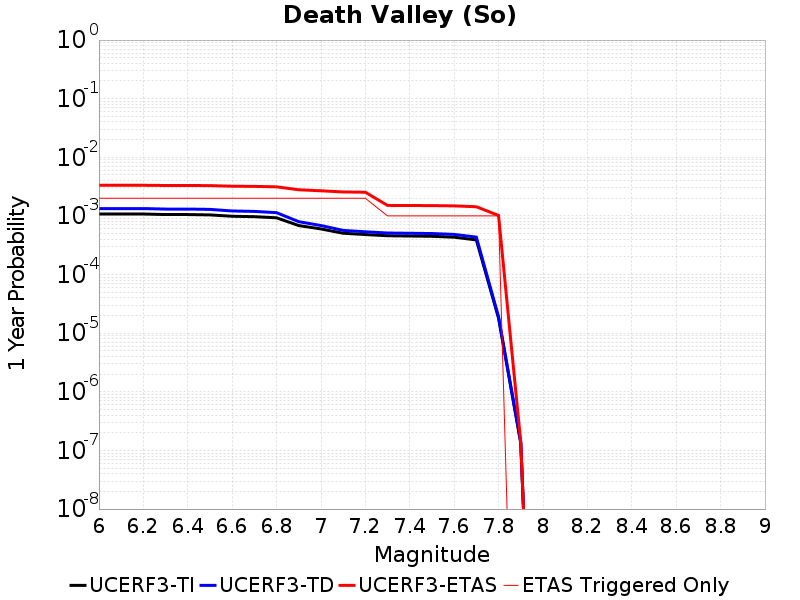 Death Valley (So)
10^0
10^-1
10^-2
10^-3
10^-4
10^-5
10^-6
10^-7
10^-8
1 Year Probability
6 6.2 6.4 6.6 6.8 7 7.2 7.4 7.6 7.8 8 8.2 8.4 8.6 8.8 9
Magnitude
UCERF3-TI UCERF3-TD UCERF3-ETAS ETAS Triggered Only